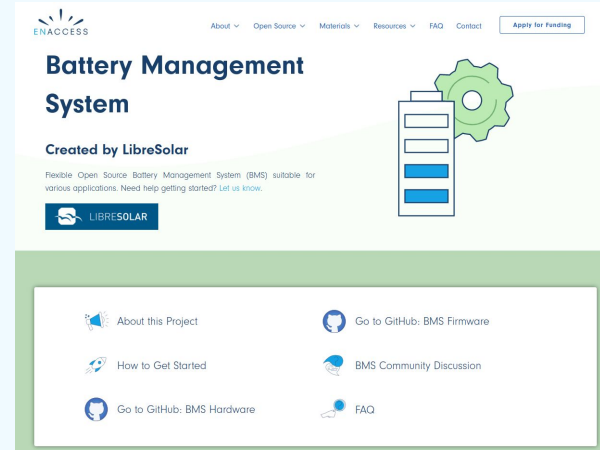 ENACCESS
About Open Source Materials Resources FAQ Contact Apply for Funding
Battery Management
System
Created by LibreSolar
Flexible Open Source Battery Management System (BMS) suitable for
various applications. Need help getting started? Let us know.
LIBRESOLAR
About this Project
Go to GitHub: BMS Firmware
How to Get Started
BMS Community Discussion
Go to GitHub: BMS Hardware
FAQ